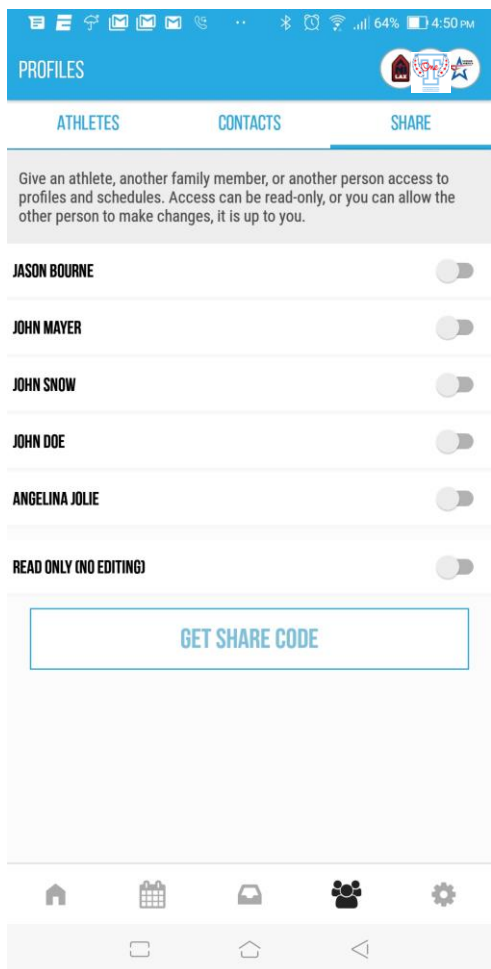 64% 4:50 PM
PROFILES
LAX
One
T
ATHLETES CONTACTS SHARE
Give an athlete, another family member, or another person access to
profiles and schedules. Access can be read-only, or you can allow the
other person to make changes, it is up to you.
JASON BOURNE
JOHN MAYER
JOHN SNOW
JOHN DOE
ANGELINA JOLIE
READ ONLY (NO EDITING)
GET SHARE CODE